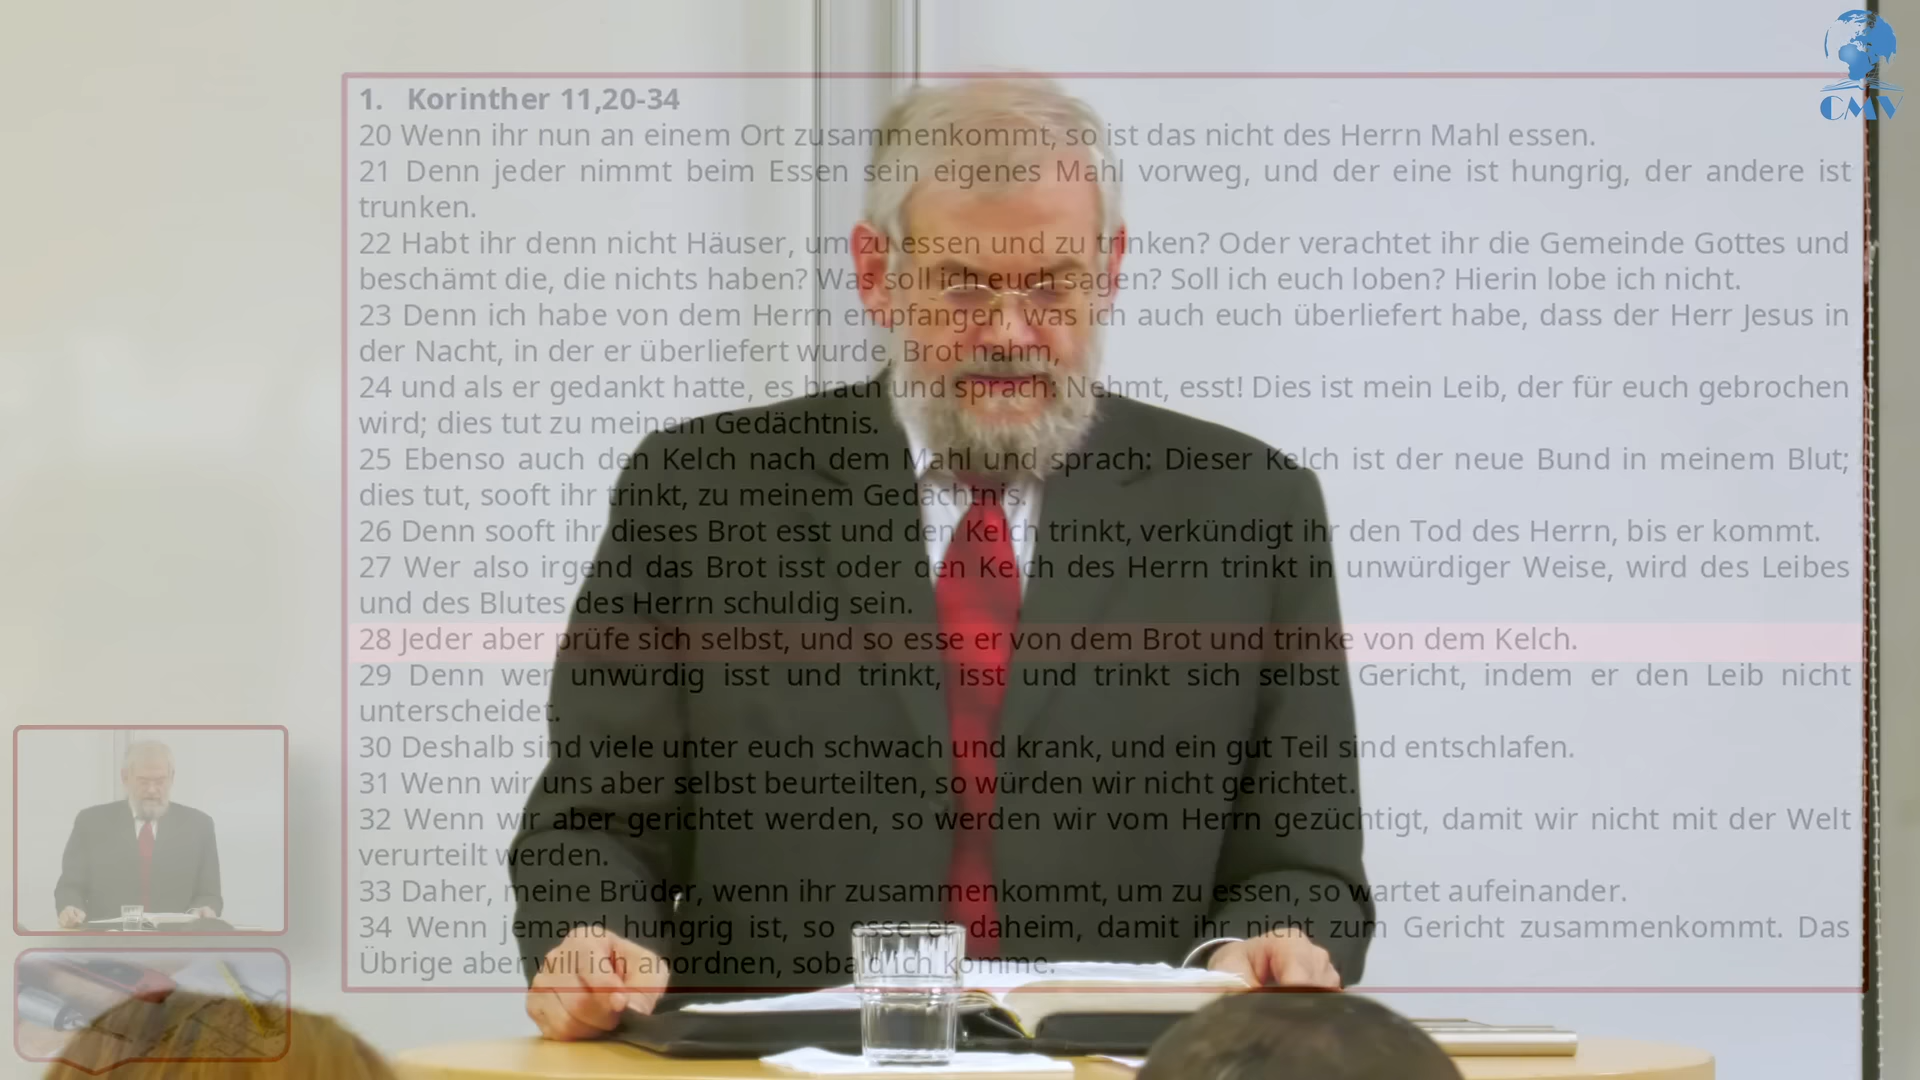 CMV
1. Korinther 11,20-34
20 Wenn ihr nun an einem Ort zusammenkommt, so ist das nicht des Herrn Mahl essen.
21 Denn jeder nimmt beim Essen sein eigenes Mahl vorweg, und der eine ist hungrig, der andere ist
trunken.
22 Habt ihr denn nicht Häuser, um zu essen und zu trinken? Oder verachtet ihr die Gemeinde Gottes und
beschämt die, die nichts haben? Was soll ich euch sagen? Soll ich euch loben? Hierin lobe ich nicht.
23 Denn ich habe von dem Herrn empfangen, was ich auch euch überliefert habe, dass der Herr Jesus in
der Nacht, in der er überliefert wurde, Brot nahm,
24 und als er gedankt hatte, es brach und sprach: Nehmt, esst! Dies ist mein Leib, der für euch gebrochen
wird; dies tut zu meinem Gedächtnis.
25 Ebenso auch den Kelch nach dem Mahl und sprach: Dieser Kelch ist der neue Bund in meinem Blut;
dies tut, sooft ihr trinkt, zu meinem Gedächtnis.
26 Denn sooft ihr dieses Brot esst und den Kelch trinkt, verkündigt ihr den Tod des Herrn, bis er kommt.
27 Wer also irgend das Brot isst oder den Kelch des Herrn trinkt in unwürdiger Weise, wird des Leibes
und des Blutes des Herrn schuldig sein.
28 Jeder aber prüfe sich selbst, und so esse er von dem Brot und trinke von dem Kelch.
29 Denn wer unwürdig isst und trinkt, isst und trinkt sich selbst Gericht, indem er den Leib nicht
unterscheidet.
30 Deshalb sind viele unter euch schwach und krank, und ein gut Teil sind entschlafen.
31 Wenn wir uns aber selbst beurteilten, so würden wir nicht gerichtet.
32 Wenn wir aber gerichtet werden, so werden wir vom Herrn gezüchtigt, damit wir nicht mit der Welt
verurteilt werden.
33 Daher, meine Brüder, wenn ihr zusammenkommt, um zu essen, so wartet aufeinander.
34 Wenn jemand hungrig ist, so esse er daheim, damit ihr nicht zum Gericht zusammenkommt. Das
Übrige aber will ich anordnen, sobald ich komme.